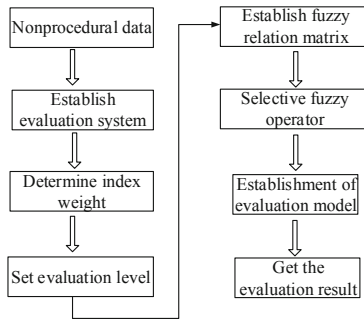 Nonprocedural data
Establish
evaluation system
Determine index
weight
Set evaluation level
Establish fuzzy
relation matrix
Selective fuzzy
operator
Establishment of
evaluation model
Get the
evaluation result